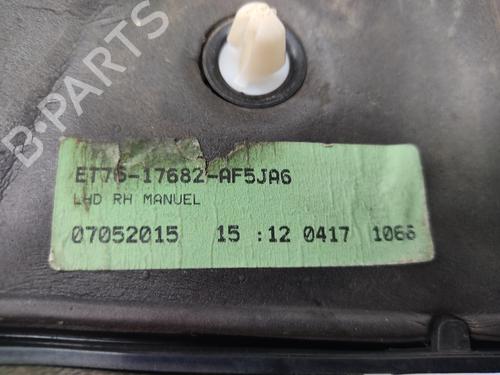 B-PARTS
ET76-17682-AF5JA6
LHD RH MANUEL
07052015 15 :12 0417 1066